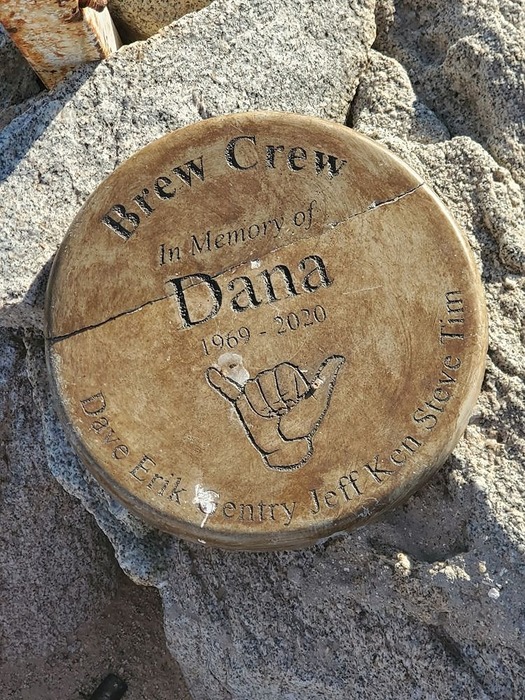 Brew Crew
In Memory of
Dana
1969 - 2020
Dave Erik Gentry Jeff Ken Steve Tim